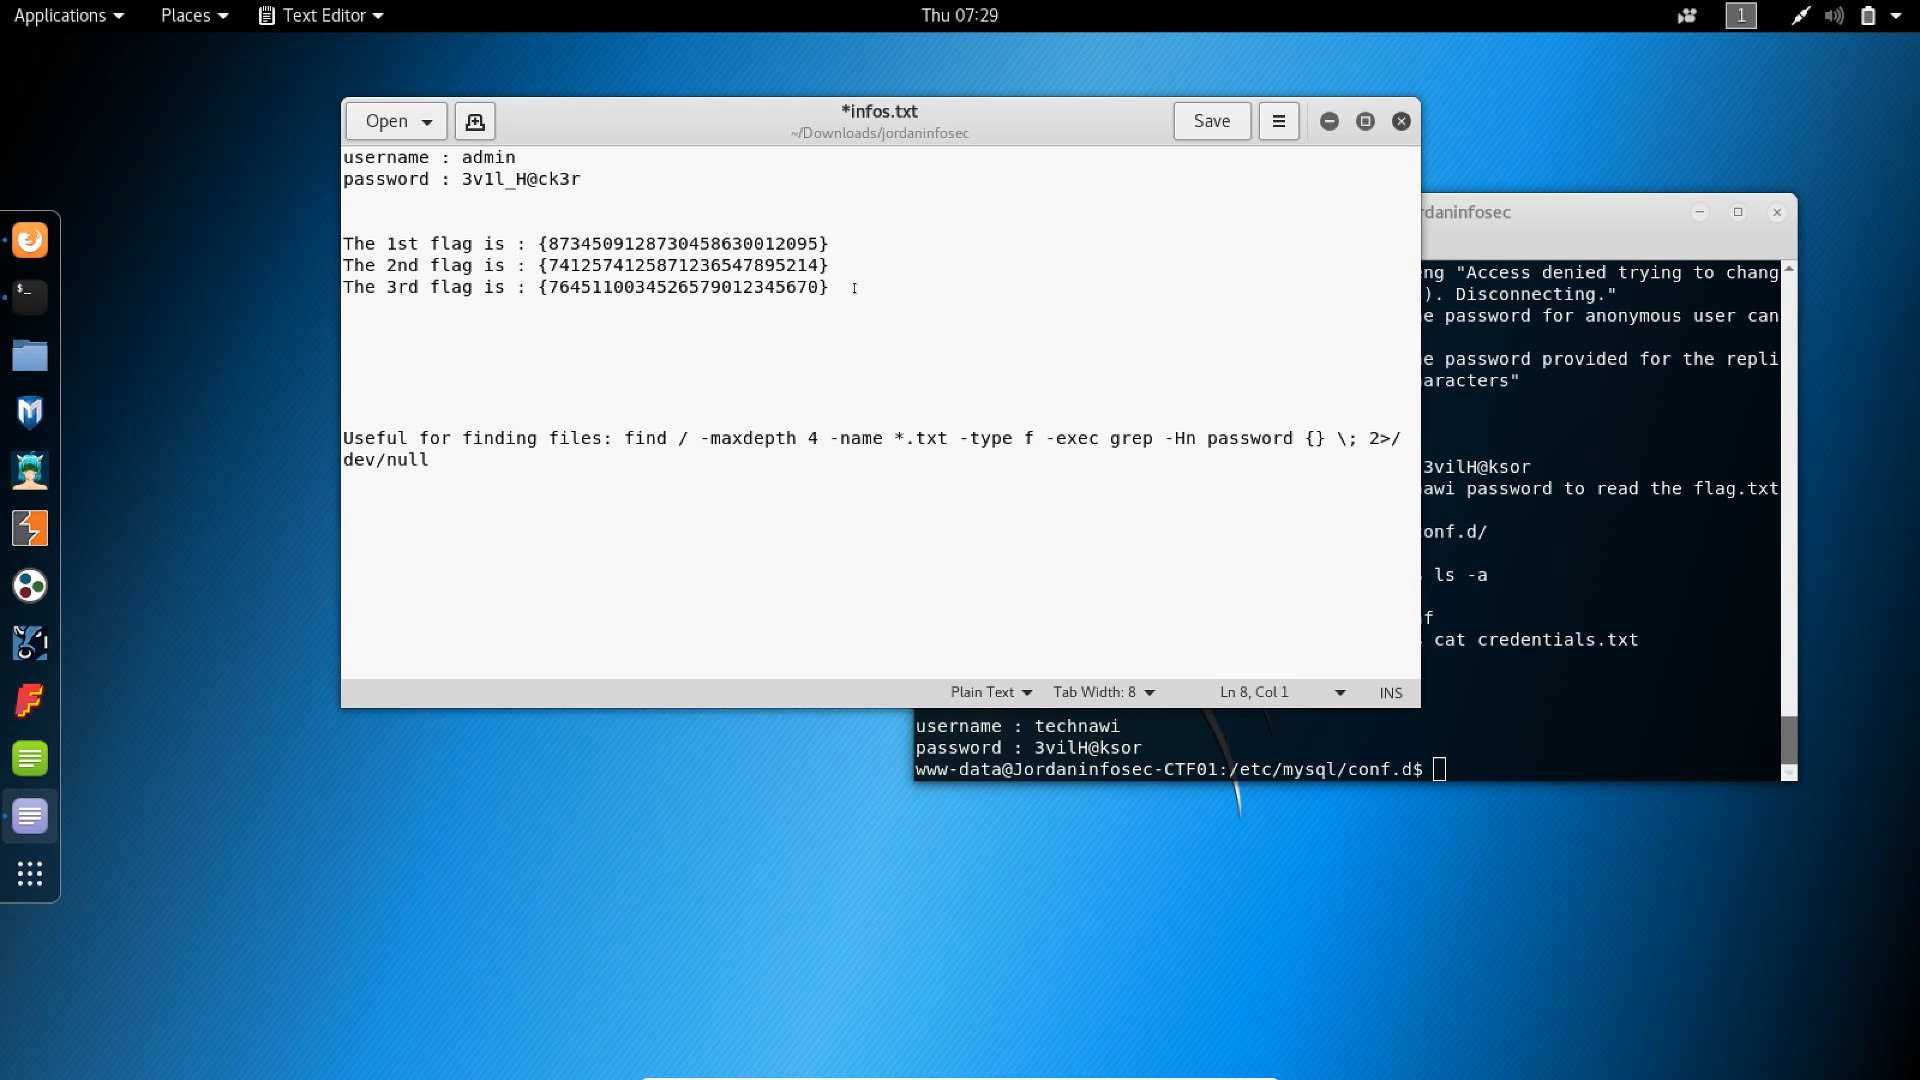 Applications Places Text Editor Thu 07:29 1
Open *infos.txt Save
~/Downloads/jordaninfosec
username : admin
password : 3v1l_H@ck3r
The 1st flag is : {8734509128730458630012095}
The 2nd flag is : {7412574125871236547895214}
The 3rd flag is : {7645110034526579012345670}
Useful for finding files: find / -maxdepth 4 -name *.txt -type f -exec grep -Hn password {} \; 2>/
dev/null
Plain Text Tab Width: 8 Ln 8, Col 1 INS
rdaninfosec
ng "Access denied trying to chang
). Disconnecting."
e password for anonymous user can
e password provided for the repli
aracters"
3vilH@ksor
awi password to read the flag.txt
onf.d/
ls -a
f
cat credentials.txt
username : technawi
password : 3vilH@ksor
www-data@Jordaninfosec-CTF01:/etc/mysql/conf.d$